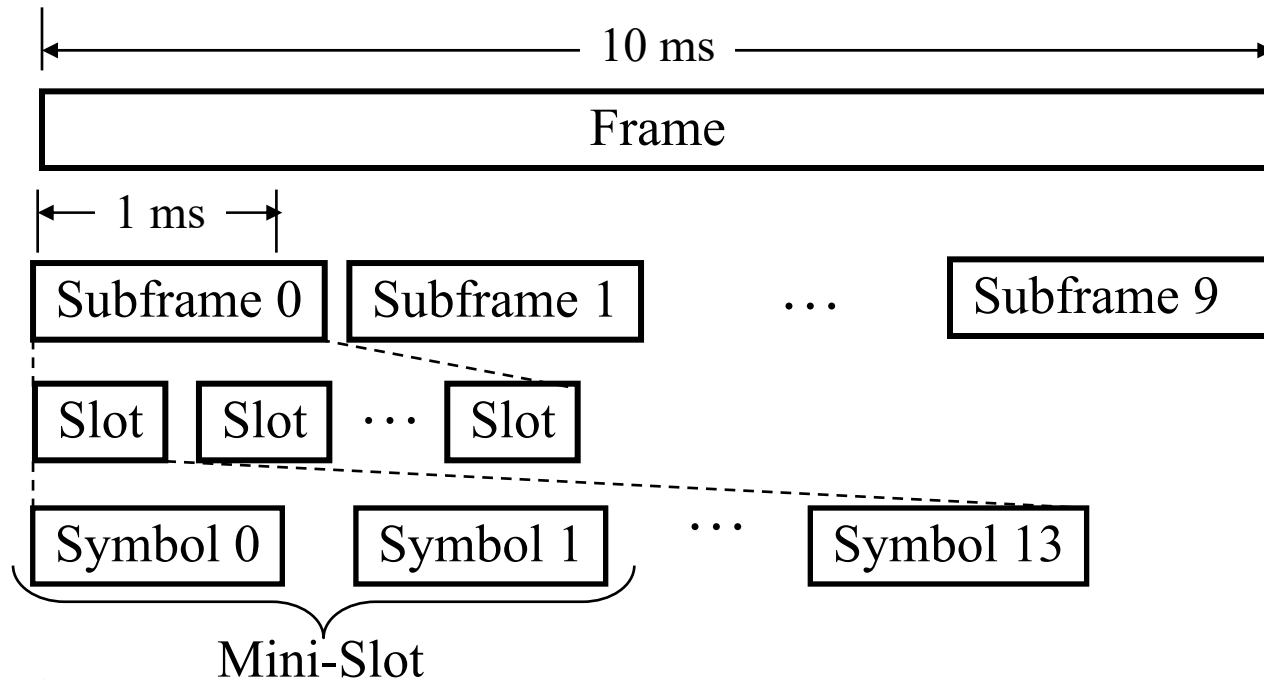 10 ms
Frame
1 ms
Subframe 0 Subframe 1 ... Subframe 9
Slot Slot ... Slot
Symbol 0 Symbol 1 ... Symbol 13
Mini-Slot